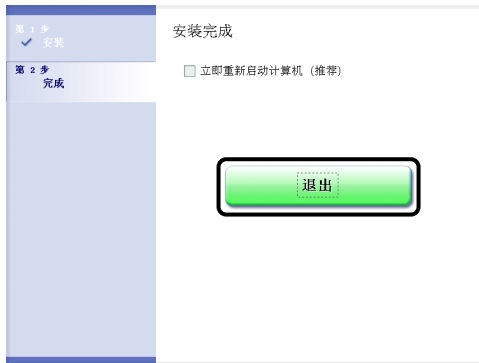 第 1 步
安装
第 2 步
完成
安装完成
立即重新启动计算机（推荐）
退出